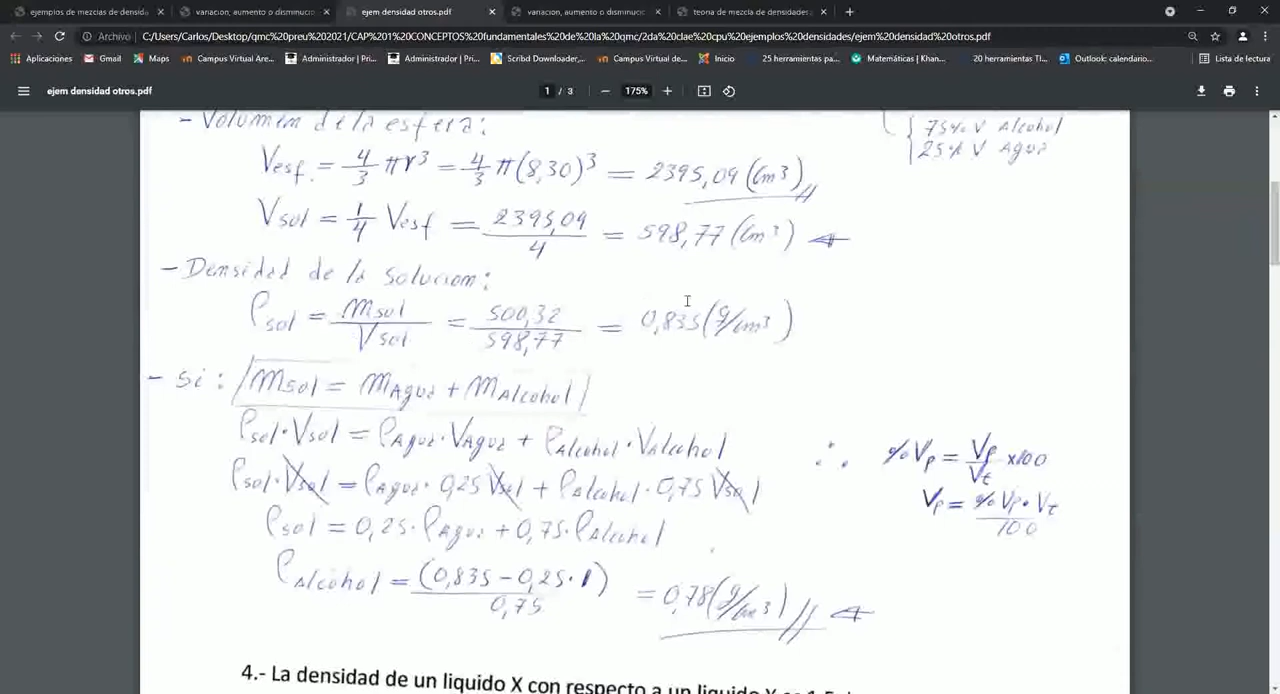 ejemplos de mezclas de densid
variacion, aumento o disminucio
ejem densidad otros.pdf
variacion, aumento o disminucio
teoria de mezcla de densidades
Archivo
C:/Users/Carlos/Desktop/qmc preu%202021/CAP%201%20CONCEPTOS%20fundamentales%20de%20la%20qmc/2da%20clae%20cpu%20ejemplos%20densidades/ejem%20densidad%20otros.pdf
Aplicaciones
Gmail
Maps
Campus Virtual Are...
Administrador | Pri...
Administrador | Pri...
Scribd Downloader,...
Campus Virtual de...
Inicio
25 herramientas pa...
Matemáticas | Khan...
20 herramientas TI...
Outlook: calendario...
Lista de lectura
ejem densidad otros.pdf
1 / 3
175%
- Volumen de la esfera:
75% V Alcohol
25% V Agua
Vesf. = 4/3 πr³ = 4/3 π(8,30)³ = 2395,09 (Cm³)
Vsol = 1/4 Vesf = 2395,09/4 = 598,77 (Cm³)
- Densidad de la solucion:
ρsol = msol/Vsol = 500,32/598,77 = 0,835 (g/cm³)
- Si: msol = mAgua + mAlcohol
ρsol·Vsol = ρAgua·VAgua + ρAlcohol·VAlcohol
∴ %Vp = Vp/Vt x100
ρsol·Vsol = ρAgua·0,25 Vsol + ρAlcohol·0,75 Vsol
Vp = %Vp·Vt/100
ρsol = 0,25·ρAgua + 0,75·ρAlcohol
ρAlcohol = (0,835 - 0,25·1)/0,75 = 0,78 (g/cm³)
4.- La densidad de un liquido X con respecto a un liquido Y es 1,5